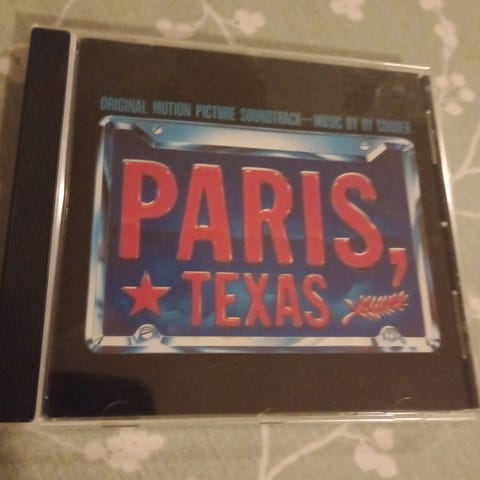 ORIGINAL MOTION PICTURE SOUNDTRACK—MUSIC BY RY COODER
PARIS,
TEXAS